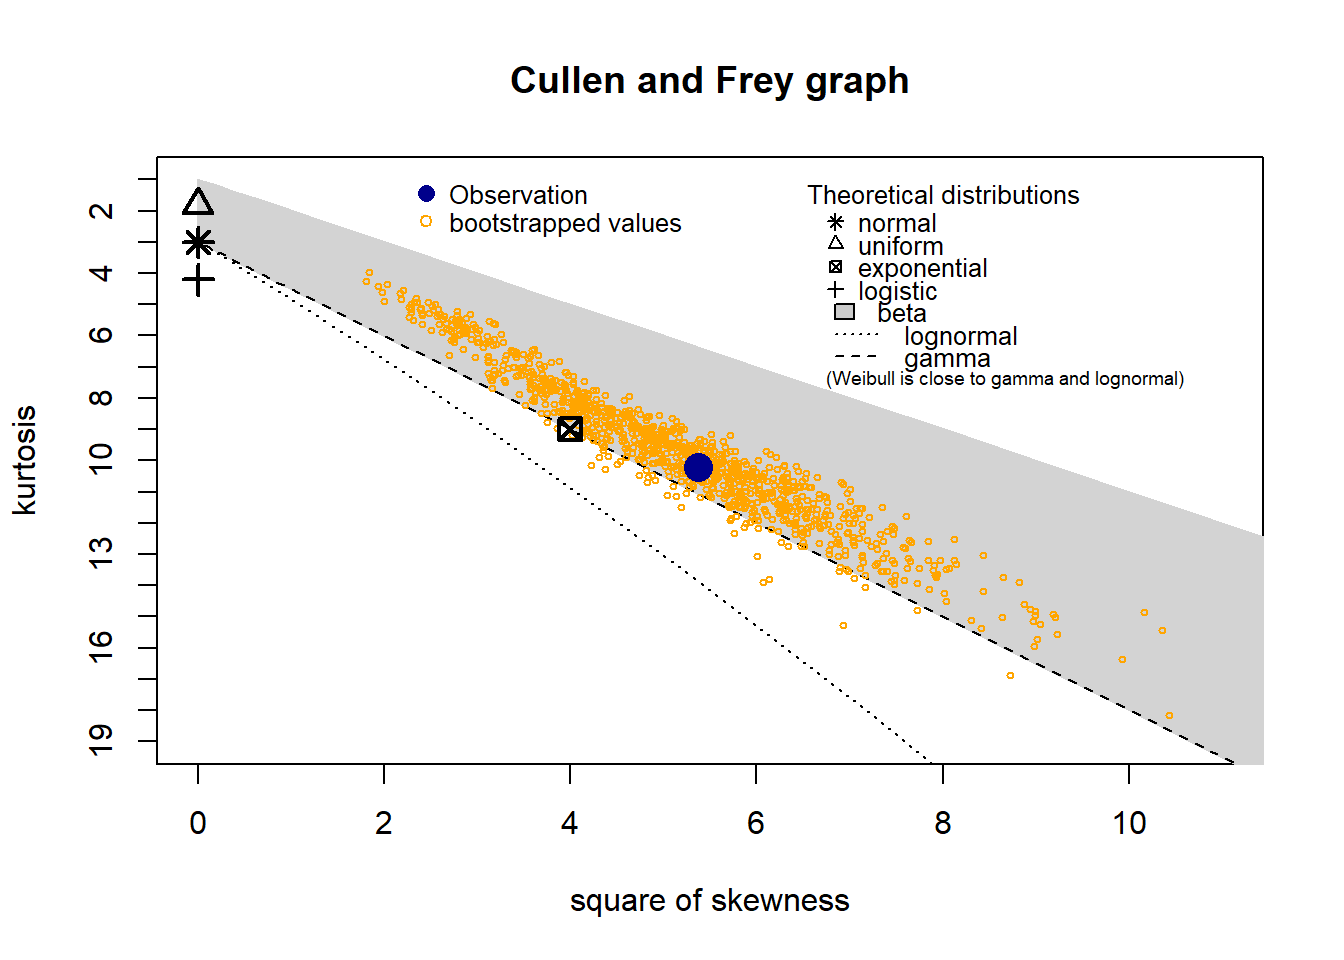 Cullen and Frey graph
Observation
bootstrapped values
Theoretical distributions
normal
uniform
exponential
logistic
beta
lognormal
gamma
(Weibull is close to gamma and lognormal)
kurtosis
2
4
6
8
10
13
16
19
0 2 4 6 8 10
square of skewness